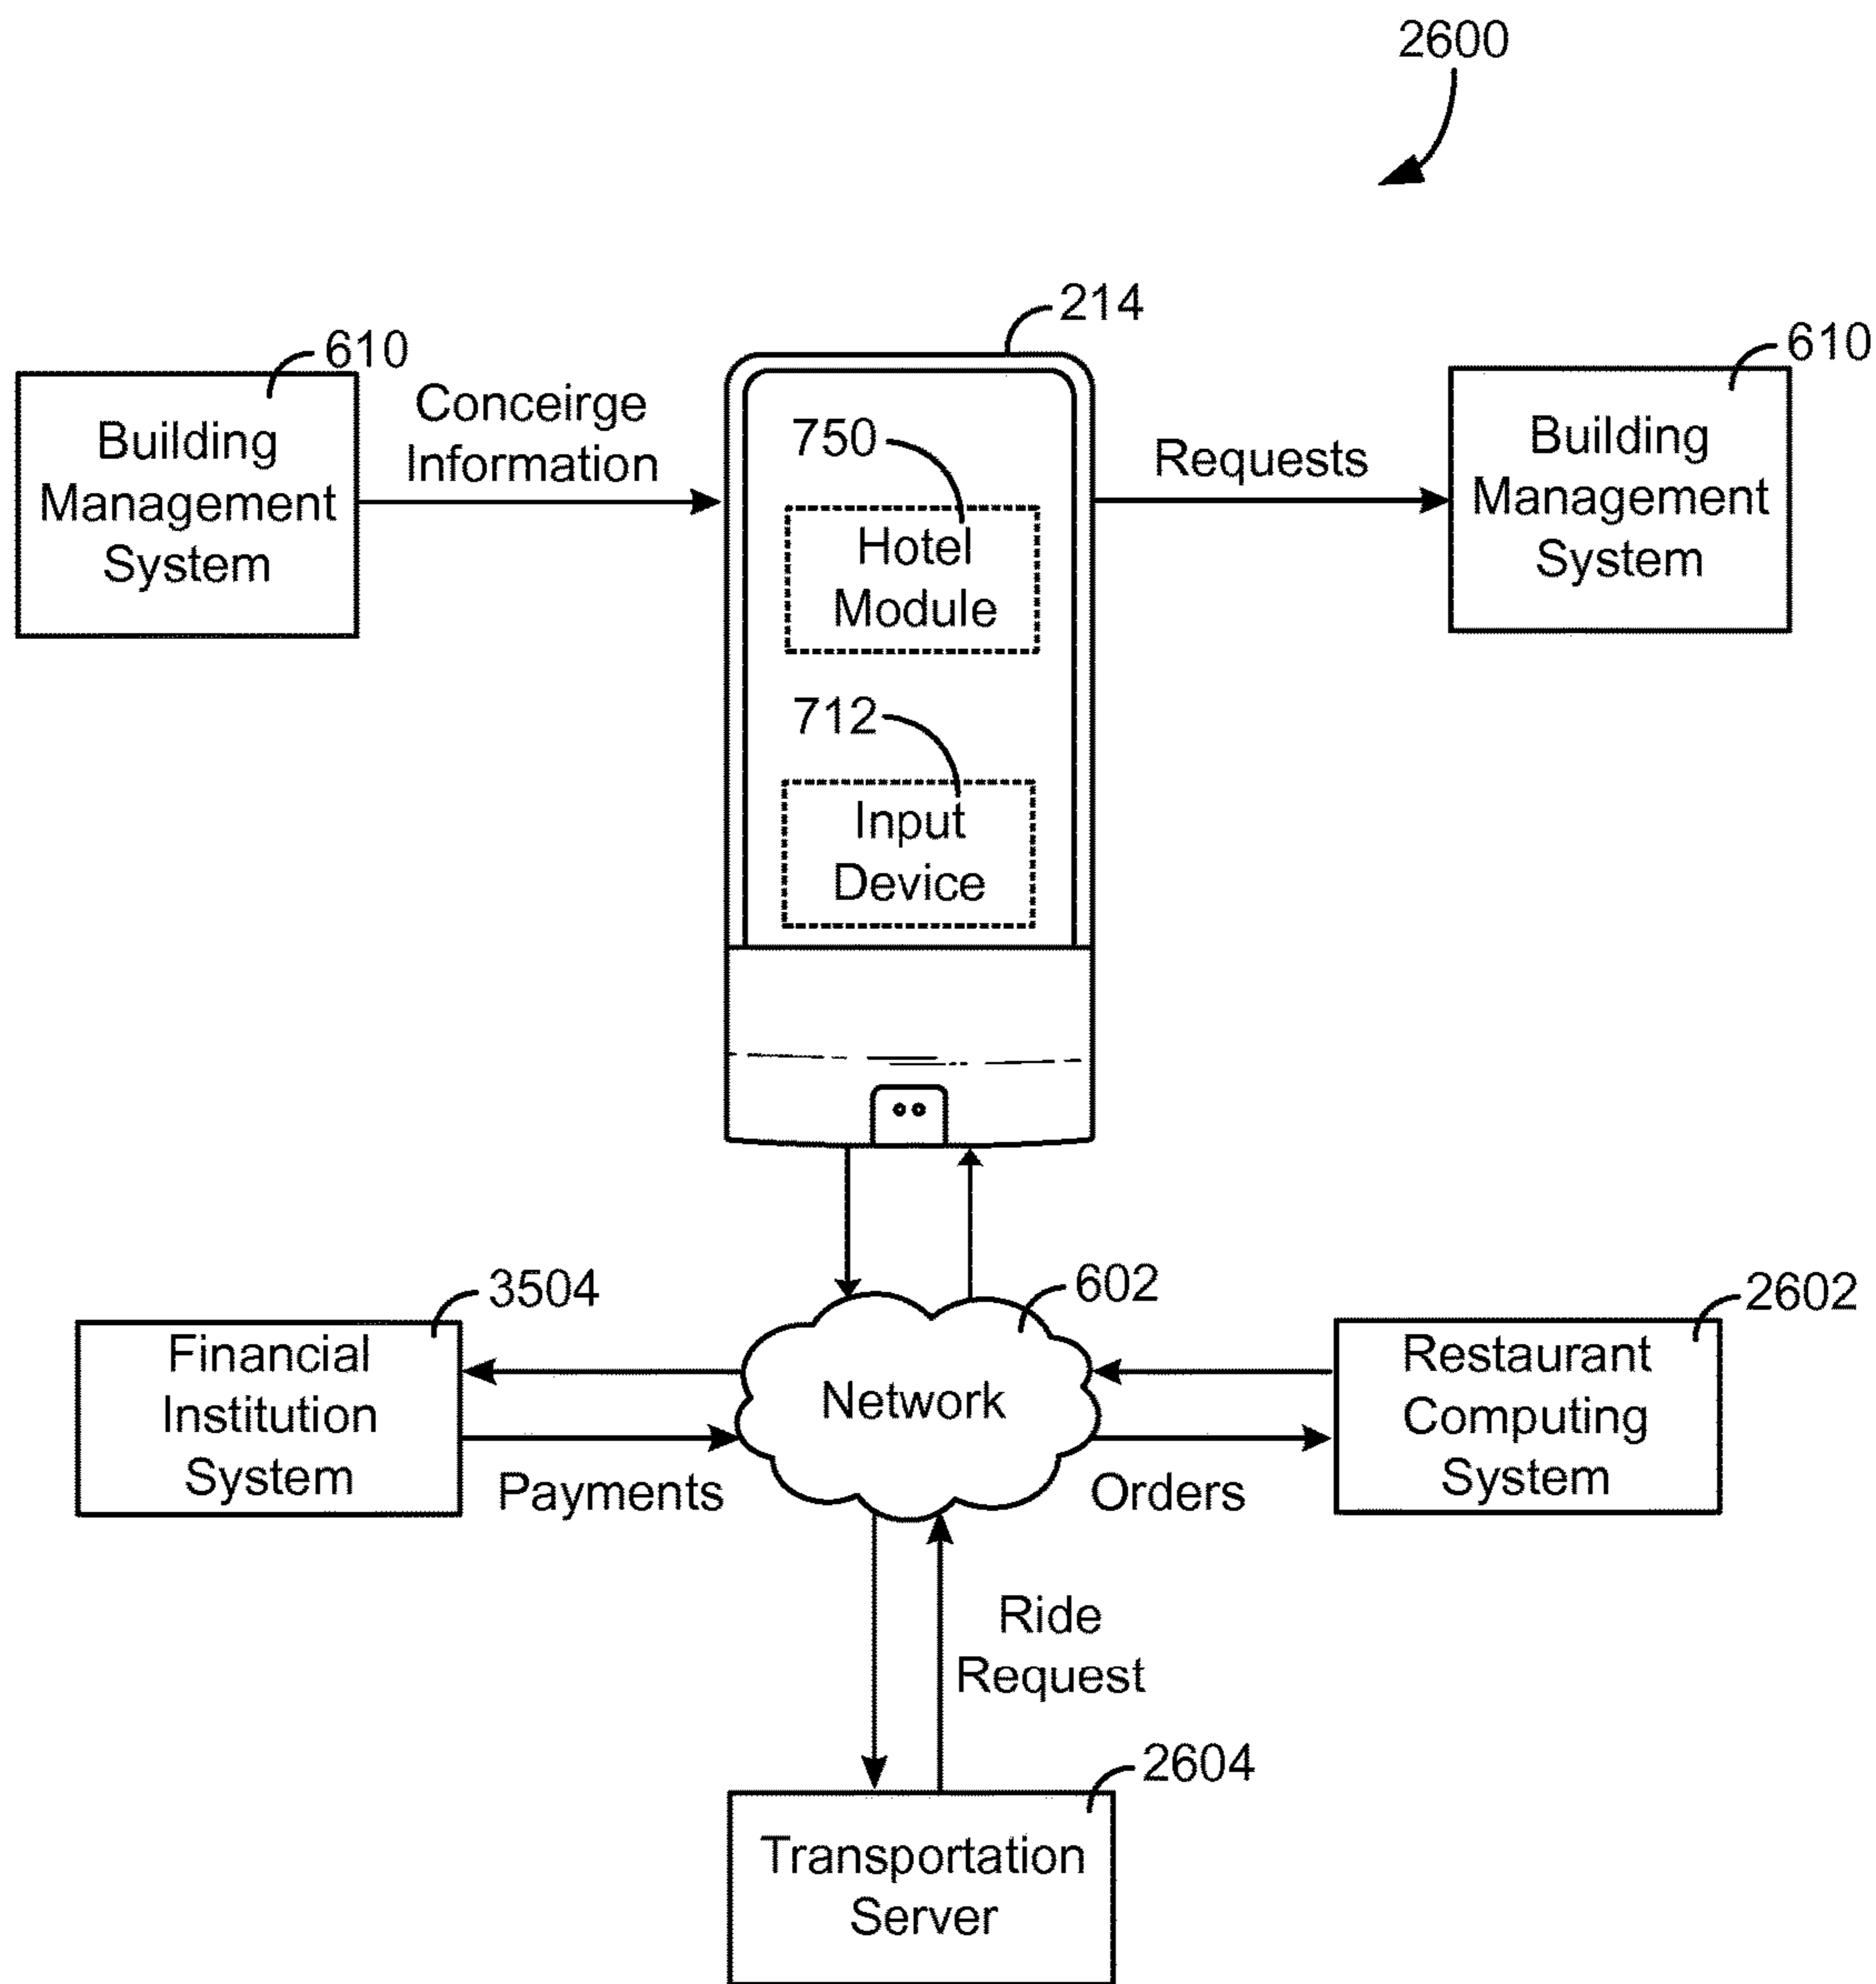 2600
214
610
Building
Management
System
Conceirge
Information
750
Hotel
Module
712
Input
Device
Requests
610
Building
Management
System
3504
Financial
Institution
System
Payments
602
Network
2602
Restaurant
Computing
System
Orders
Ride
Request
2604
Transportation
Server